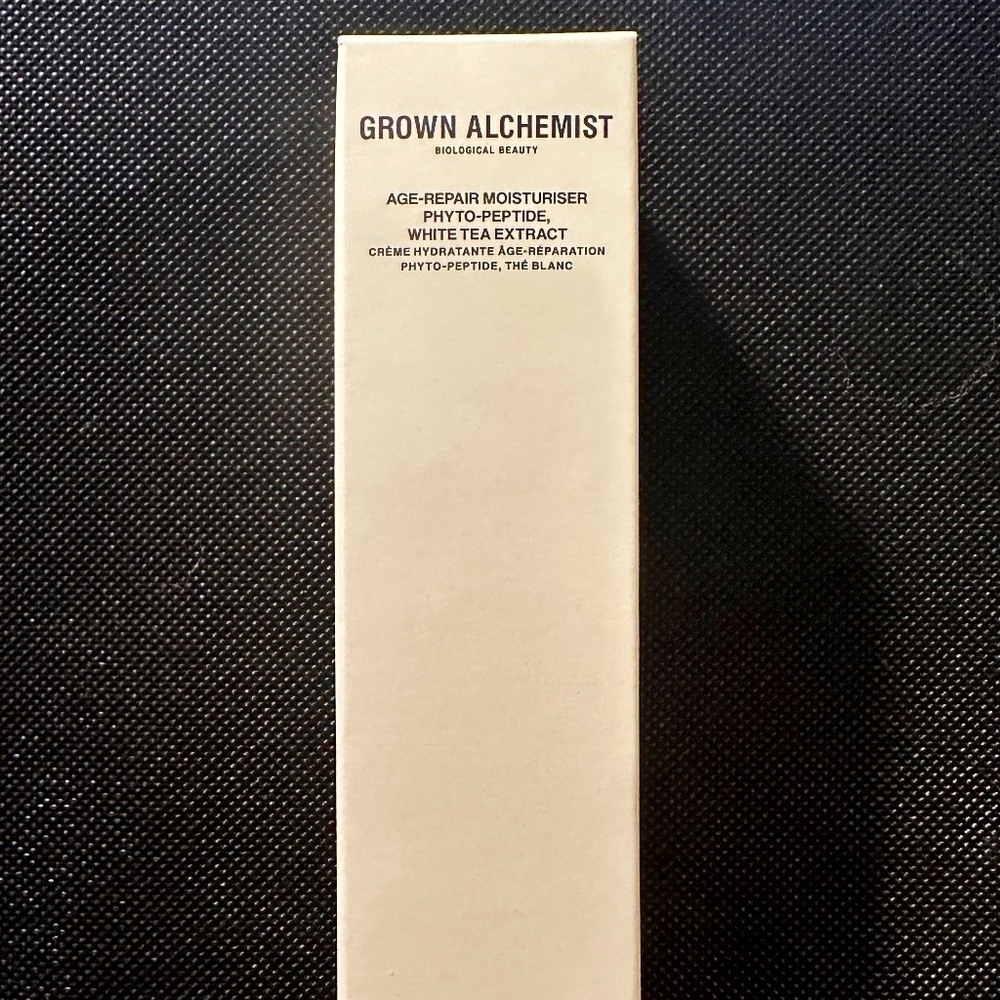 GROWN ALCHEMIST
BIOLOGICAL BEAUTY
AGE-REPAIR MOISTURISER
PHYTO-PEPTIDE,
WHITE TEA EXTRACT
CRÈME HYDRATANTE ÂGE-RÉPARATION
PHYTO-PEPTIDE, THÉ BLANC